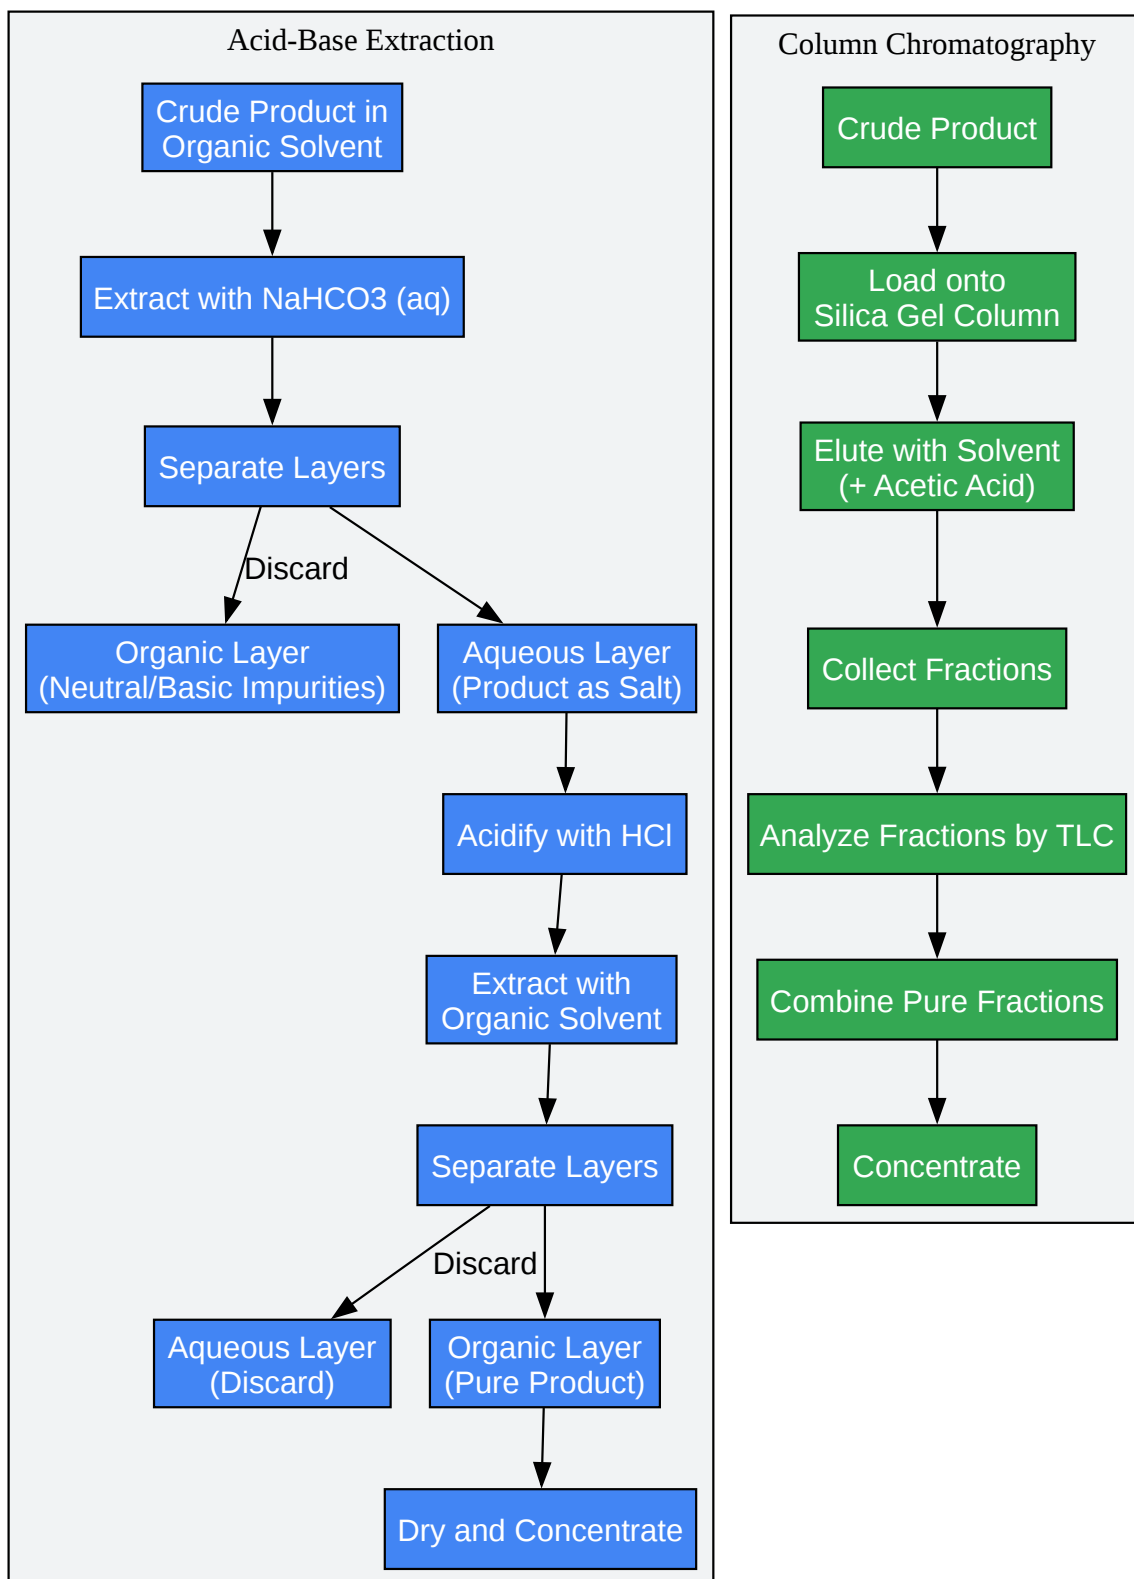 Acid-Base Extraction
Crude Product in
Organic Solvent
Extract with NaHCO3 (aq)
Separate Layers
Discard
Organic Layer
(Neutral/Basic Impurities)
Aqueous Layer
(Product as Salt)
Acidify with HCl
Extract with
Organic Solvent
Separate Layers
Discard
Aqueous Layer
(Discard)
Organic Layer
(Pure Product)
Dry and Concentrate
Column Chromatography
Crude Product
Load onto
Silica Gel Column
Elute with Solvent
(+ Acetic Acid)
Collect Fractions
Analyze Fractions by TLC
Combine Pure Fractions
Concentrate